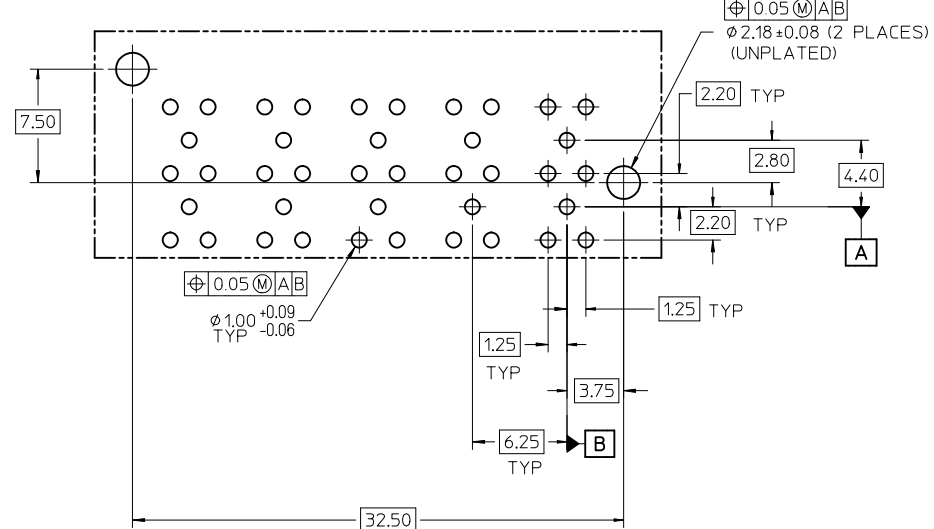 ⌖ 0.05 Ⓜ A B
⌀2.18 ±0.08 (2 PLACES)
(UNPLATED)
2.20 TYP
7.50
2.80
4.40
2.20 TYP
A
⌖ 0.05 Ⓜ A B
⌀1.00 +0.09 -0.06
TYP
1.25 TYP
1.25
TYP
3.75
6.25
TYP
B
32.50